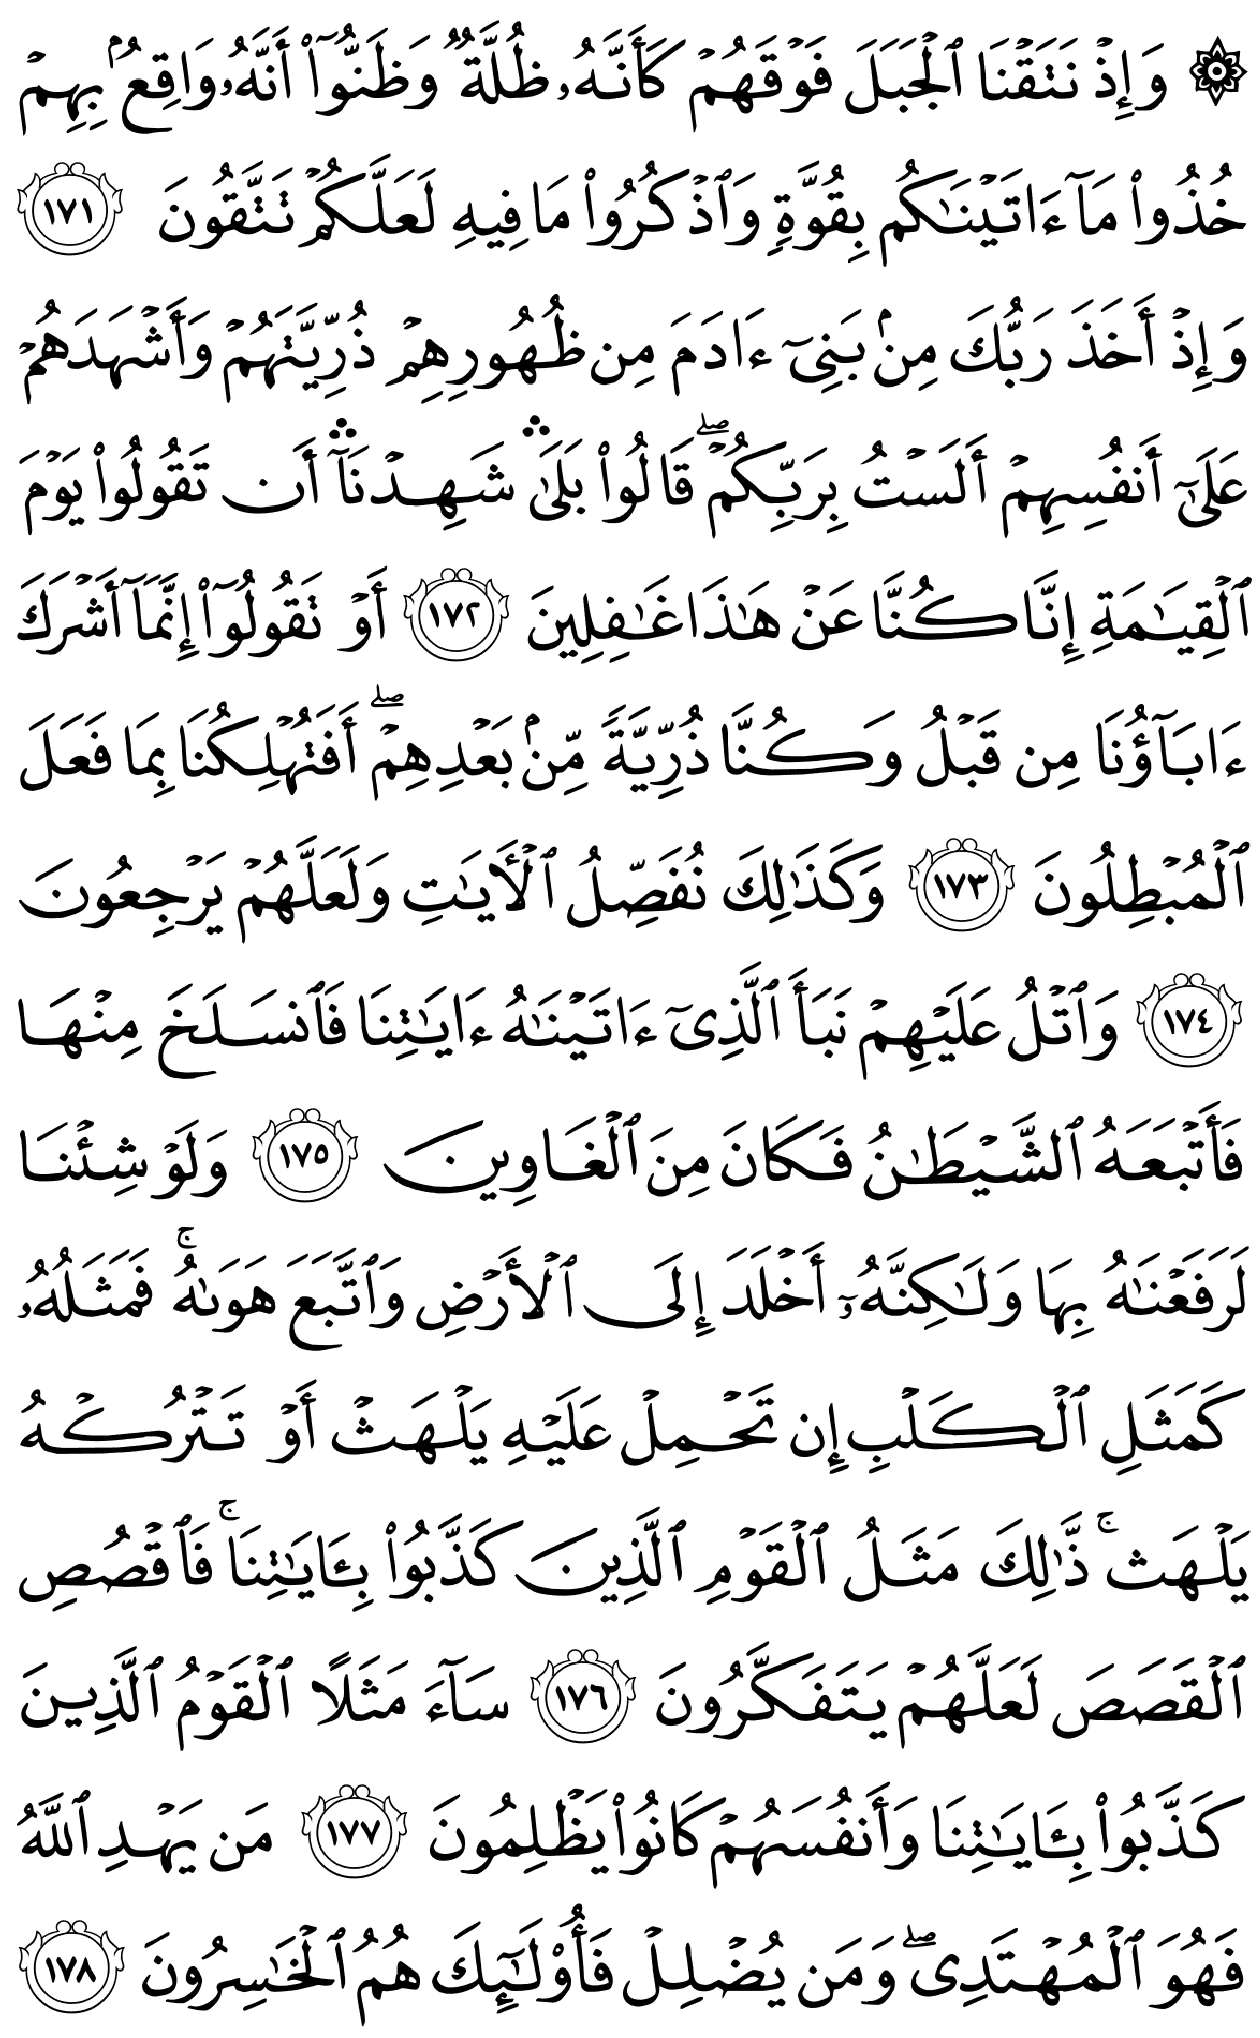 ۞ وَإِذْ نَتَقْنَا ٱلْجَبَلَ فَوْقَهُمْ كَأَنَّهُۥ ظُلَّةٌ وَظَنُّوٓا۟ أَنَّهُۥ وَاقِعٌۢ بِهِمْ
خُذُوا۟ مَآ ءَاتَيْنَـٰكُم بِقُوَّةٍ وَٱذْكُرُوا۟ مَا فِيهِ لَعَلَّكُمْ تَتَّقُونَ ١٧١
وَإِذْ أَخَذَ رَبُّكَ مِنۢ بَنِىٓ ءَادَمَ مِن ظُهُورِهِمْ ذُرِّيَّتَهُمْ وَأَشْهَدَهُمْ
عَلَىٰٓ أَنفُسِهِمْ أَلَسْتُ بِرَبِّكُمْ ۖ قَالُوا۟ بَلَىٰ ۛ شَهِدْنَآ ۛ أَن تَقُولُوا۟ يَوْمَ
ٱلْقِيَـٰمَةِ إِنَّا كُنَّا عَنْ هَـٰذَا غَـٰفِلِينَ ١٧٢ أَوْ تَقُولُوٓا۟ إِنَّمَآ أَشْرَكَ
ءَابَآؤُنَا مِن قَبْلُ وَكُنَّا ذُرِّيَّةً مِّنۢ بَعْدِهِمْ ۖ أَفَتُهْلِكُنَا بِمَا فَعَلَ
ٱلْمُبْطِلُونَ ١٧٣ وَكَذَٰلِكَ نُفَصِّلُ ٱلْـَٔايَـٰتِ وَلَعَلَّهُمْ يَرْجِعُونَ
١٧٤ وَٱتْلُ عَلَيْهِمْ نَبَأَ ٱلَّذِىٓ ءَاتَيْنَـٰهُ ءَايَـٰتِنَا فَٱنسَلَخَ مِنْهَا
فَأَتْبَعَهُ ٱلشَّيْطَـٰنُ فَكَانَ مِنَ ٱلْغَاوِينَ ١٧٥ وَلَوْ شِئْنَا
لَرَفَعْنَـٰهُ بِهَا وَلَـٰكِنَّهُۥٓ أَخْلَدَ إِلَى ٱلْأَرْضِ وَٱتَّبَعَ هَوَىٰهُ ۚ فَمَثَلُهُۥ
كَمَثَلِ ٱلْكَلْبِ إِن تَحْمِلْ عَلَيْهِ يَلْهَثْ أَوْ تَتْرُكْهُ
يَلْهَث ۚ ذَّٰلِكَ مَثَلُ ٱلْقَوْمِ ٱلَّذِينَ كَذَّبُوا۟ بِـَٔايَـٰتِنَا ۚ فَٱقْصُصِ
ٱلْقَصَصَ لَعَلَّهُمْ يَتَفَكَّرُونَ ١٧٦ سَآءَ مَثَلًا ٱلْقَوْمُ ٱلَّذِينَ
كَذَّبُوا۟ بِـَٔايَـٰتِنَا وَأَنفُسَهُمْ كَانُوا۟ يَظْلِمُونَ ١٧٧ مَن يَهْدِ ٱللَّهُ
فَهُوَ ٱلْمُهْتَدِى ۖ وَمَن يُضْلِلْ فَأُو۟لَـٰٓئِكَ هُمُ ٱلْخَـٰسِرُونَ ١٧٨